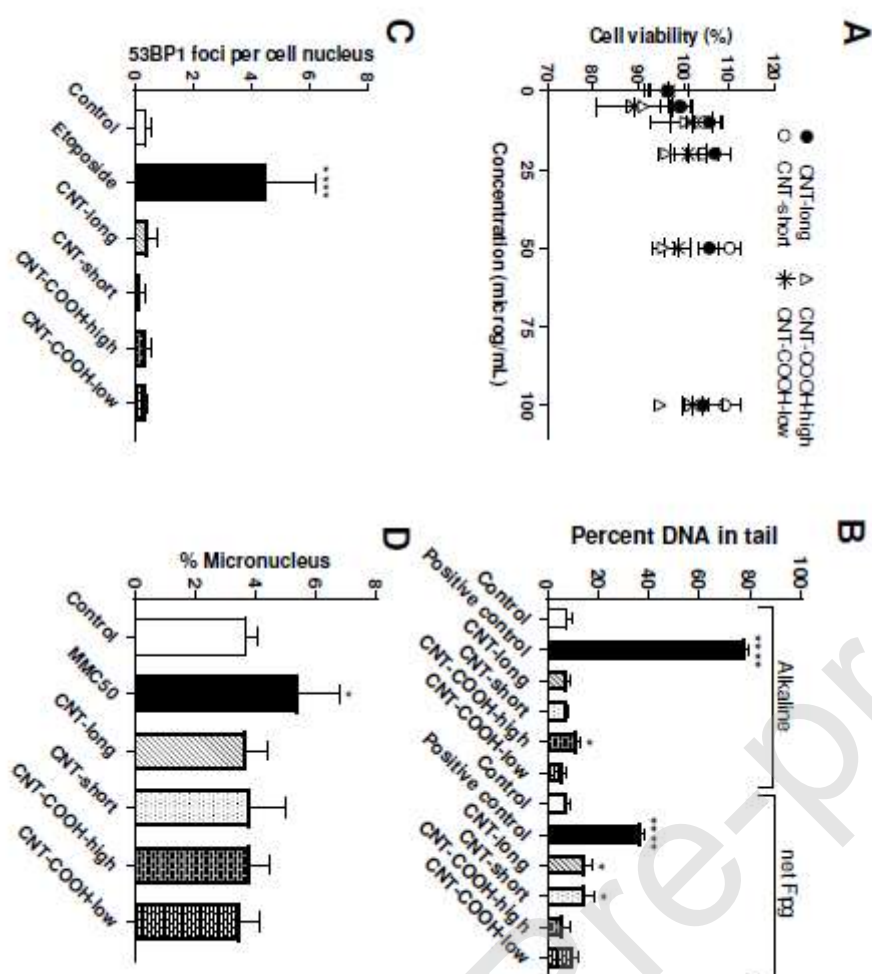 A
Cell viability (%)
120
110
100
90
80
70
0
25
50
75
100
Concentration (microg/mL)
CNT-long
CNT-short
CNT-COOH-high
CNT-COOH-low
B
Percent DNA in tail
100
80
60
40
20
0
Alkaline
net Fpg
****
*
****
*
*
Control
Positive control
CNT-long
CNT-short
CNT-COOH-high
CNT-COOH-low
Control
Positive control
CNT-long
CNT-short
CNT-COOH-high
CNT-COOH-low
C
53BP1 foci per cell nucleus
8
6
4
2
0
****
Control
Etoposide
CNT-long
CNT-short
CNT-COOH-high
CNT-COOH-low
D
% Micronucleus
8
6
4
2
0
*
Control
MMC50
CNT-long
CNT-short
CNT-COOH-high
CNT-COOH-low
pre-pr